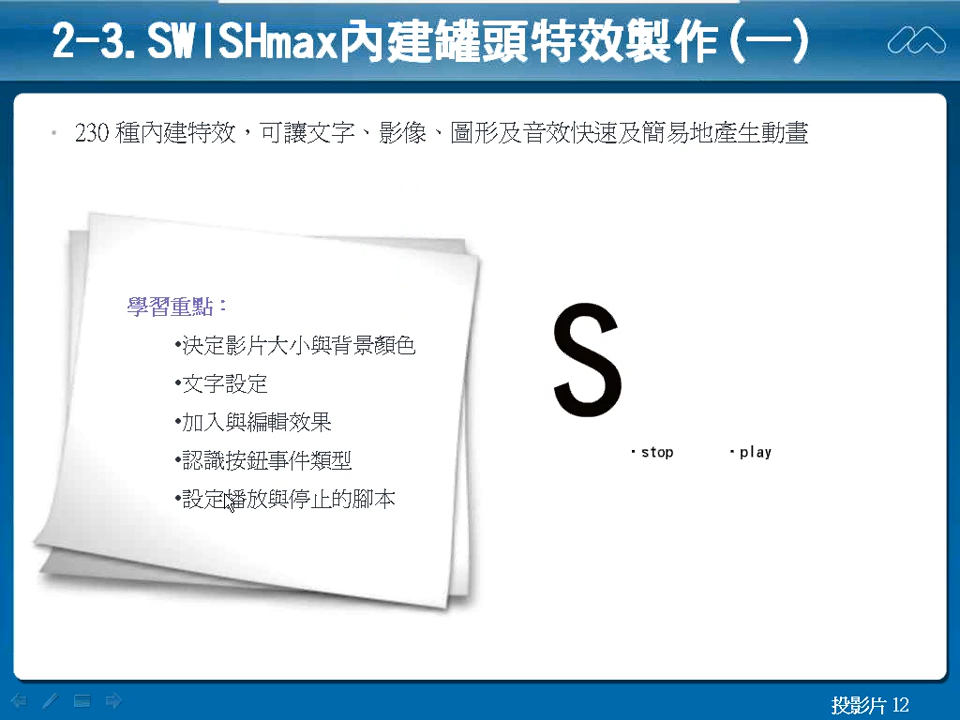 2-3.SWISHmax內建罐頭特效製作(一)
• 230 種內建特效，可讓文字、影像、圖形及音效快速及簡易地產生動畫
學習重點：
•決定影片大小與背景顏色
•文字設定
•加入與編輯效果
•認識按鈕事件類型
•設定播放與停止的腳本
S
·stop ·play
投影片 12